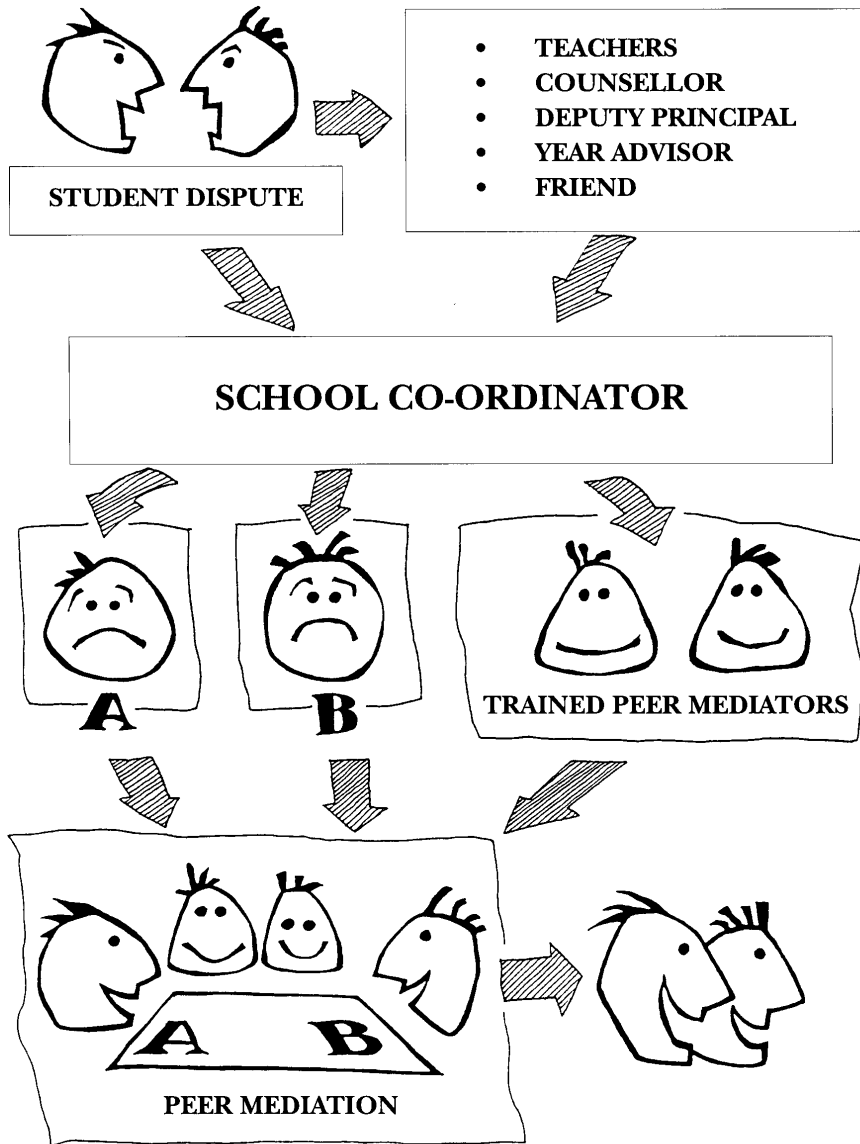 • TEACHERS
• COUNSELLOR
• DEPUTY PRINCIPAL
• YEAR ADVISOR
• FRIEND
STUDENT DISPUTE
SCHOOL CO-ORDINATOR
A
B
TRAINED PEER MEDIATORS
A
B
PEER MEDIATION